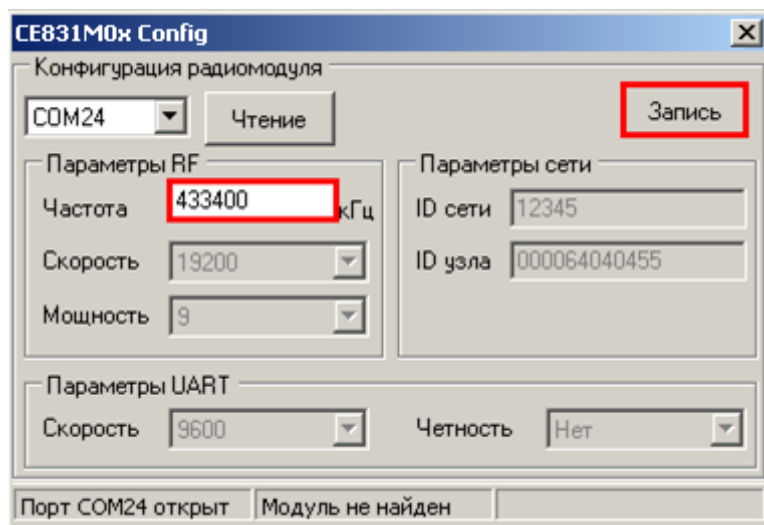 CE831M0x Config
Конфигурация радиомодуля
COM24 Чтение Запись
Параметры RF Параметры сети
Частота 433400 кГц ID сети 12345
Скорость 19200 ID узла 000064040455
Мощность 9
Параметры UART
Скорость 9600 Четность Нет
Порт COM24 открыт Модуль не найден